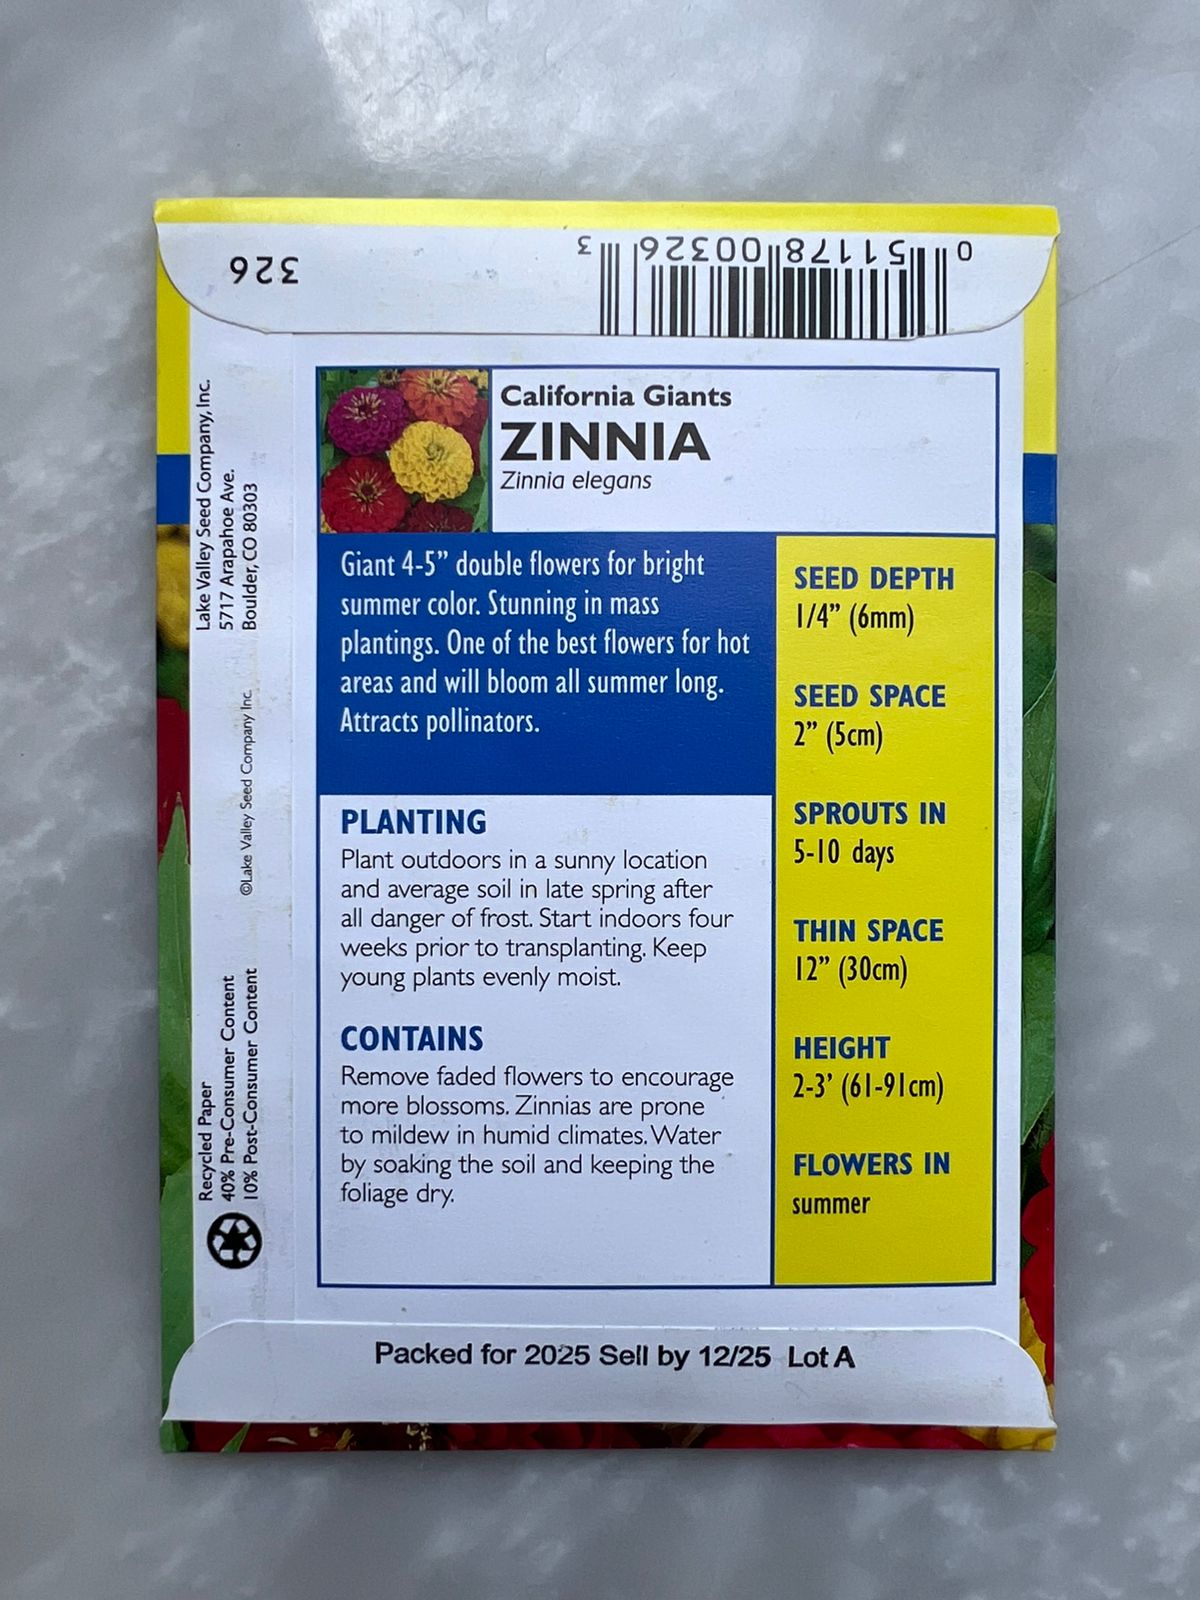 326
0 51178 00326 3
California Giants
ZINNIA
Zinnia elegans
Giant 4-5” double flowers for bright
summer color. Stunning in mass
plantings. One of the best flowers for hot
areas and will bloom all summer long.
Attracts pollinators.
PLANTING
Plant outdoors in a sunny location
and average soil in late spring after
all danger of frost. Start indoors four
weeks prior to transplanting. Keep
young plants evenly moist.
CONTAINS
Remove faded flowers to encourage
more blossoms. Zinnias are prone
to mildew in humid climates. Water
by soaking the soil and keeping the
foliage dry.
SEED DEPTH
1/4” (6mm)
SEED SPACE
2” (5cm)
SPROUTS IN
5-10 days
THIN SPACE
12” (30cm)
HEIGHT
2-3’ (61-91cm)
FLOWERS IN
summer
Lake Valley Seed Company, Inc.
5717 Arapahoe Ave.
Boulder, CO 80303
©Lake Valley Seed Company Inc.
Recycled Paper
40% Pre-Consumer Content
10% Post-Consumer Content
Packed for 2025 Sell by 12/25 Lot A